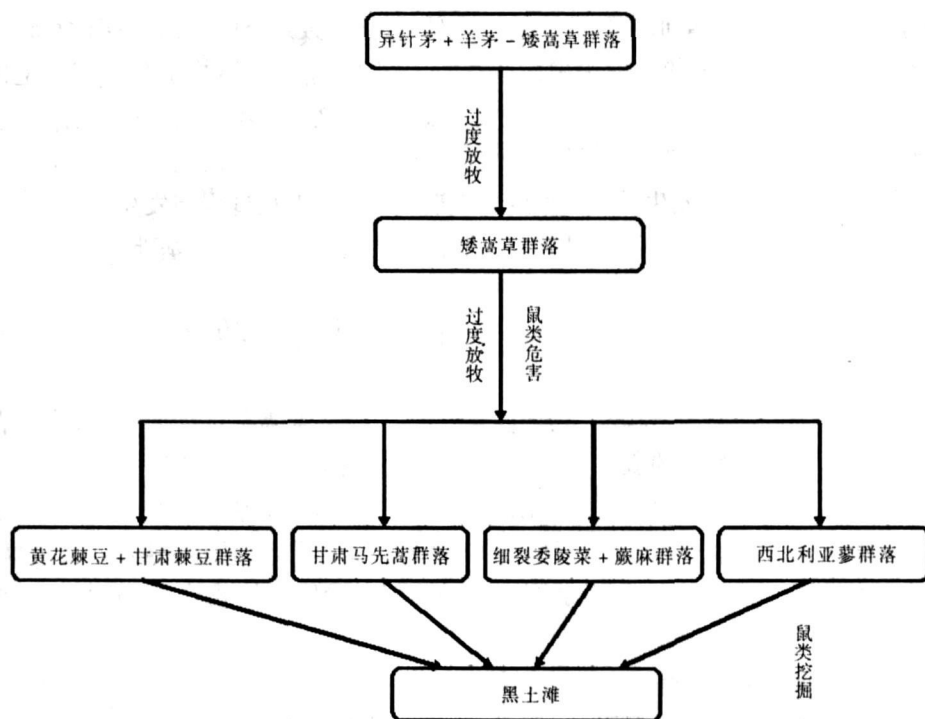 异针茅+羊茅-矮嵩草群落
过度放牧
矮嵩草群落
过度放牧
鼠类危害
黄花棘豆+甘肃棘豆群落
甘肃马先蒿群落
细裂委陵菜+蕨麻群落
西北利亚蓼群落
鼠类挖掘
黑土滩